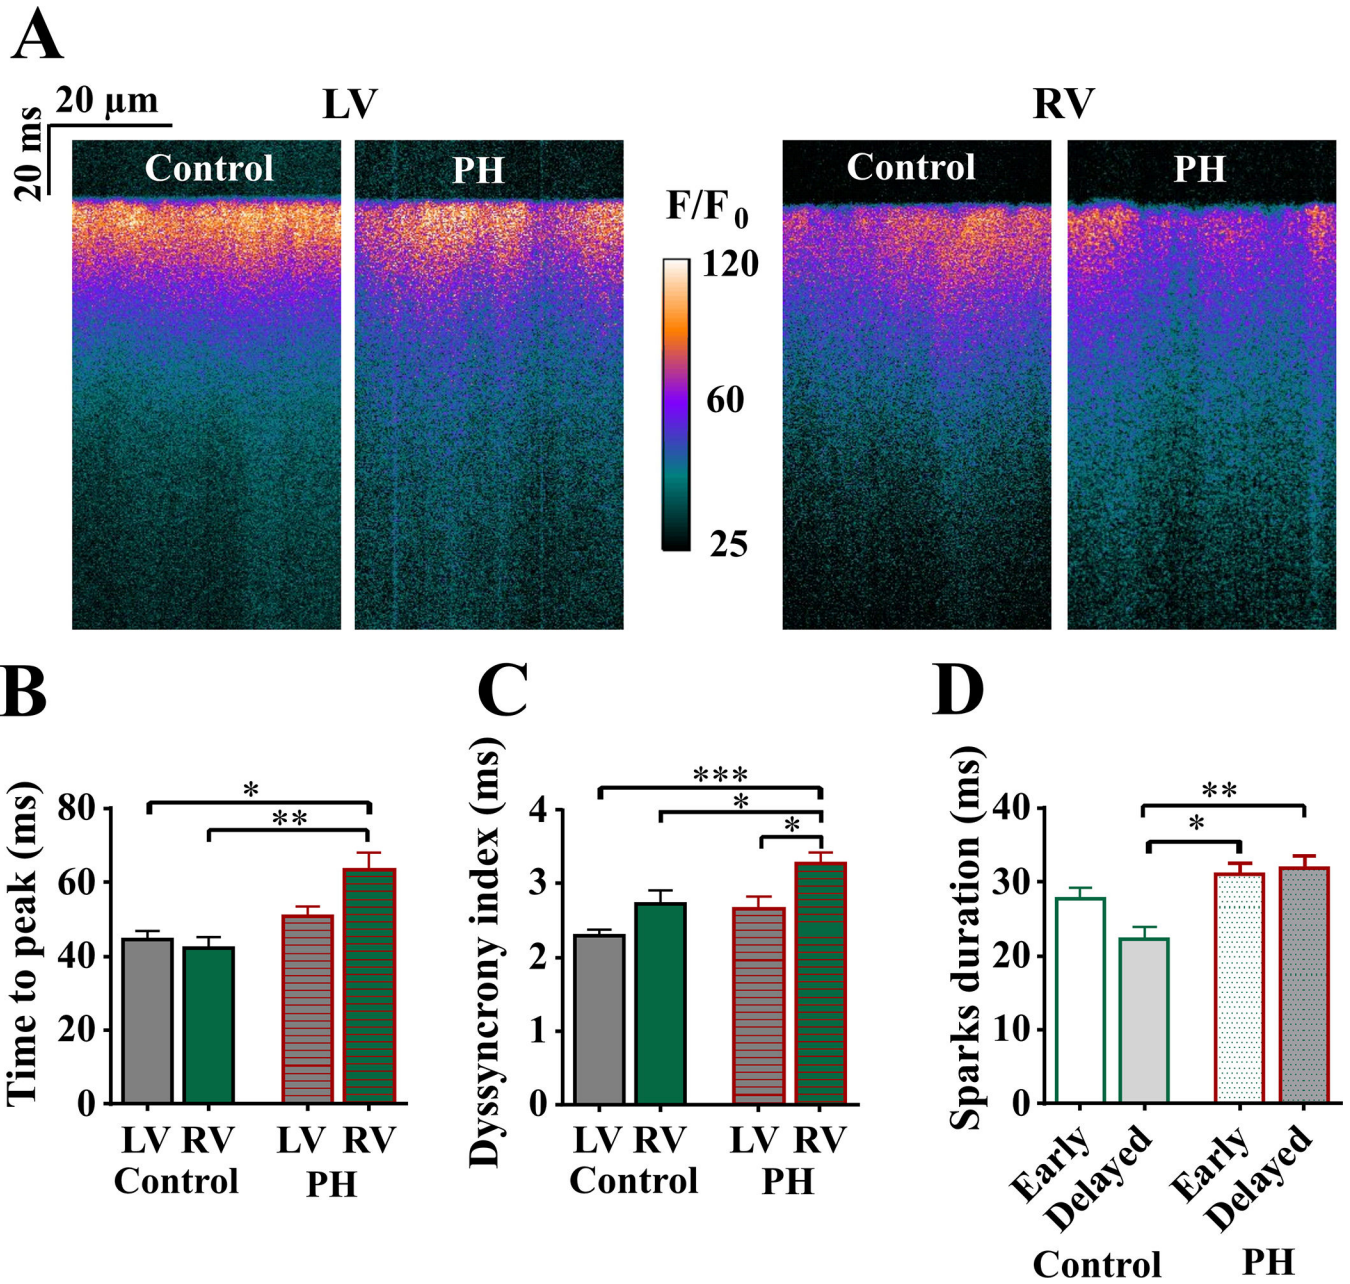 A
20 µm
20 ms
LV
RV
Control
PH
Control
PH
F/F0
120
60
25
B
C
D
Time to peak (ms)
80
60
40
20
0
*
**
LV RV
LV RV
Control
PH
Dyssyncrony index (ms)
4
3
2
1
0
***
*
*
LV RV
LV RV
Control
PH
Sparks duration (ms)
40
30
20
10
0
**
*
Early
Delayed
Early
Delayed
Control
PH